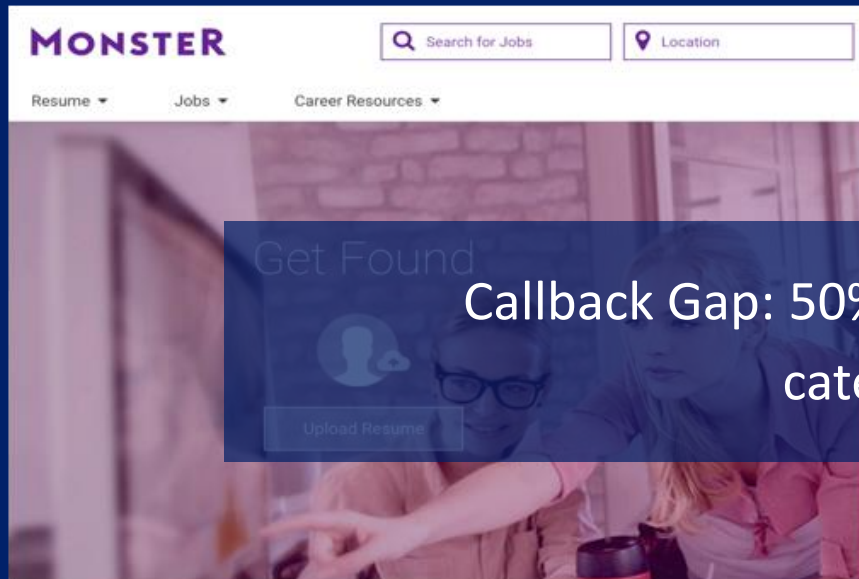 MONSTER
Search for Jobs
Location
Resume
Jobs
Career Resources
Get Found
Callback Gap: 50%
Upload Resume